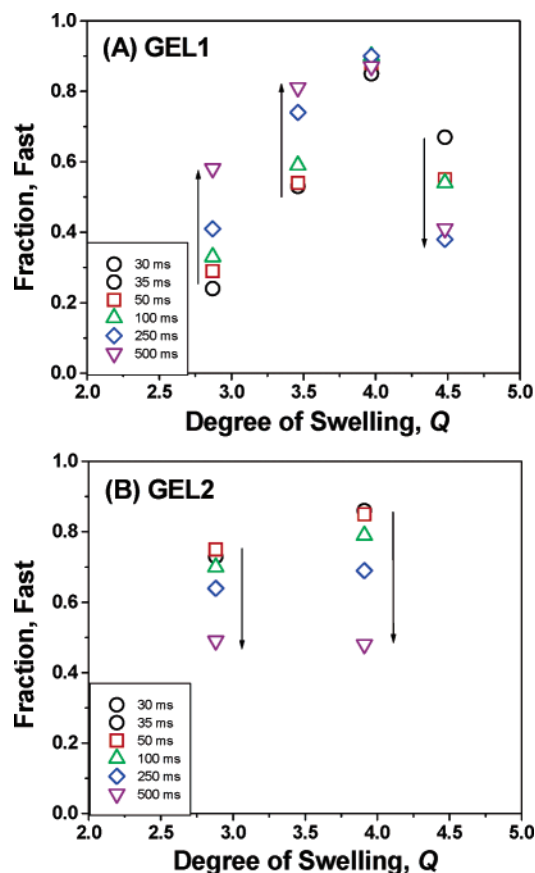 (A) GEL1
Fraction, Fast
1.0
0.8
0.6
0.4
0.2
0.0
30 ms
35 ms
50 ms
100 ms
250 ms
500 ms
2.0 2.5 3.0 3.5 4.0 4.5 5.0
Degree of Swelling, Q
(B) GEL2
Fraction, Fast
1.0
0.8
0.6
0.4
0.2
0.0
30 ms
35 ms
50 ms
100 ms
250 ms
500 ms
2.0 2.5 3.0 3.5 4.0 4.5 5.0
Degree of Swelling, Q